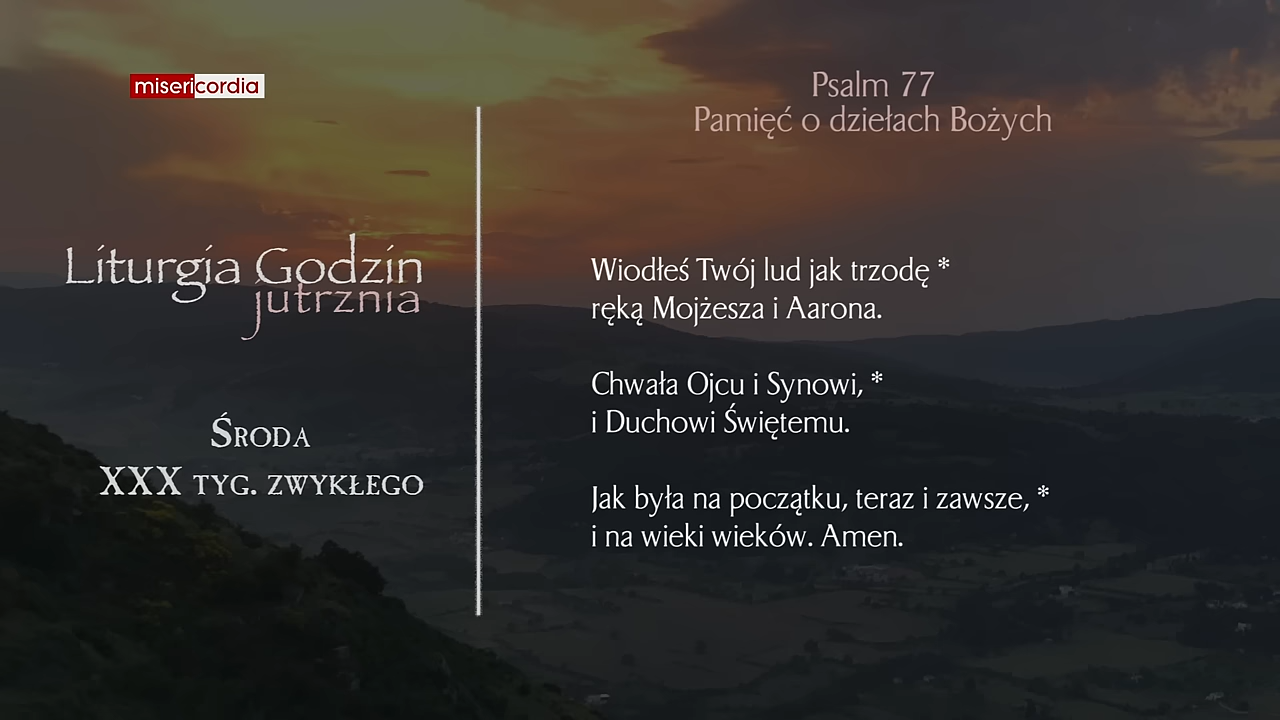 misericordia
Liturgia Godzin
jutrznia
Środa
XXX tyg. zwykłego
Psalm 77
Pamięć o dziełach Bożych
Wiodłeś Twój lud jak trzodę *
ręką Mojżesza i Aarona.
Chwała Ojcu i Synowi, *
i Duchowi Świętemu.
Jak była na początku, teraz i zawsze, *
i na wieki wieków. Amen.